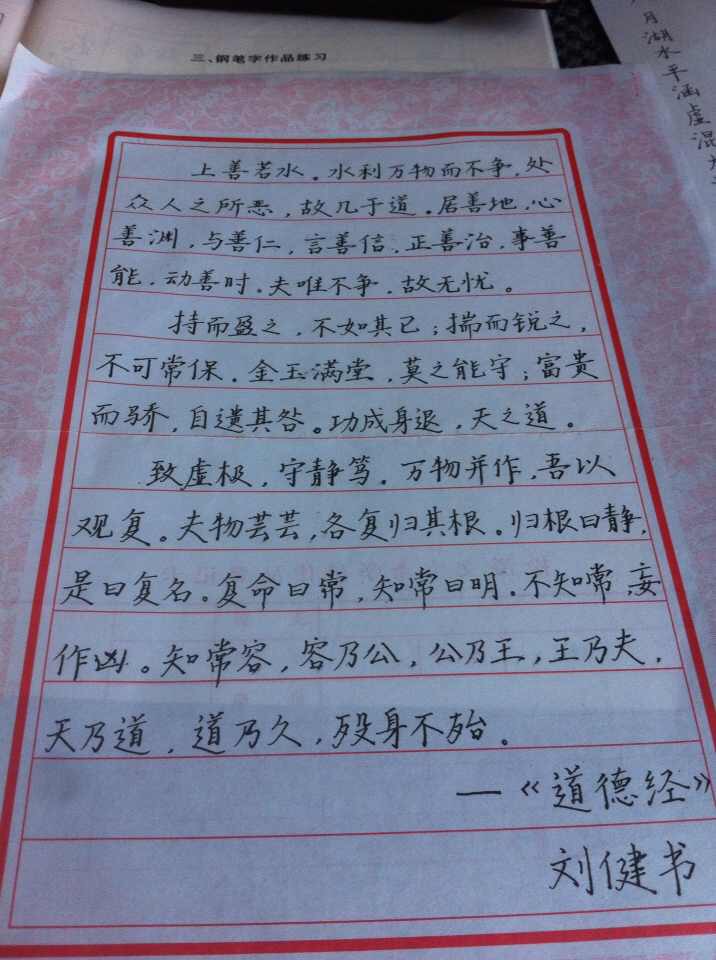 三、钢笔字作品练习
月湖水平涵虚混
上善若水。水利万物而不争,处
众人之所恶,故几于道。居善地,心
善渊,与善仁,言善信,正善治,事善
能,动善时,夫唯不争,故无忧。
持而盈之,不如其已;揣而锐之,
不可常保。金玉满堂,莫之能守;富贵
而骄,自遗其咎。功成身退,天之道。
致虚极,守静笃。万物并作,吾以
观复。夫物芸芸,各复归其根。归根曰静,
是曰复名。复命曰常,知常曰明。不知常,妄
作凶。知常容,容乃公,公乃王,王乃夫,
天乃道,道乃久,殁身不殆。
—《道德经》
刘健书